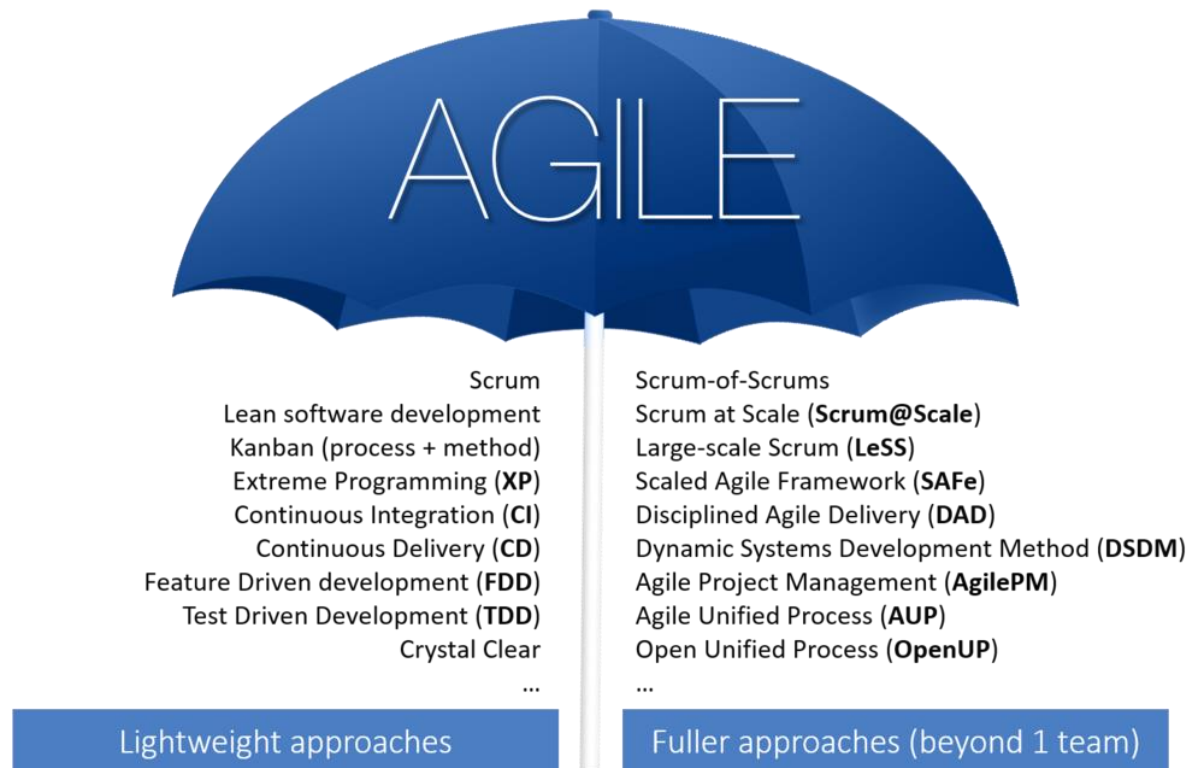 AGILE
Scrum
Lean software development
Kanban (process + method)
Extreme Programming (XP)
Continuous Integration (CI)
Continuous Delivery (CD)
Feature Driven development (FDD)
Test Driven Development (TDD)
Crystal Clear
...
Lightweight approaches
Scrum-of-Scrums
Scrum at Scale (Scrum@Scale)
Large-scale Scrum (LeSS)
Scaled Agile Framework (SAFe)
Disciplined Agile Delivery (DAD)
Dynamic Systems Development Method (DSDM)
Agile Project Management (AgilePM)
Agile Unified Process (AUP)
Open Unified Process (OpenUP)
...
Fuller approaches (beyond 1 team)